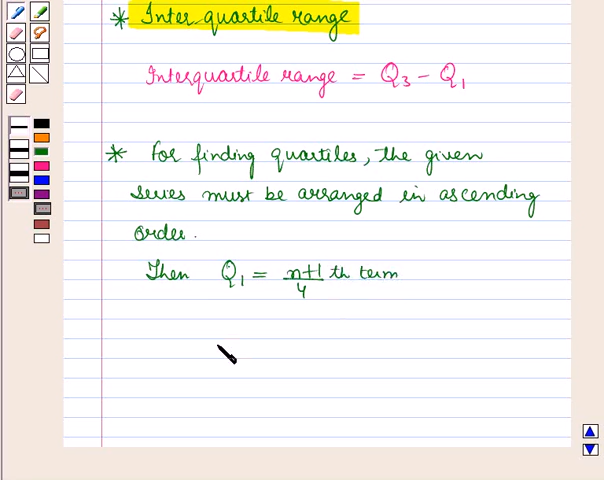 * Inter quartile range
Interquartile range = Q₃ - Q₁
* For finding quartiles, the given
series must be arranged in ascending
order.
Then Q₁ = (n+1)/4 th term